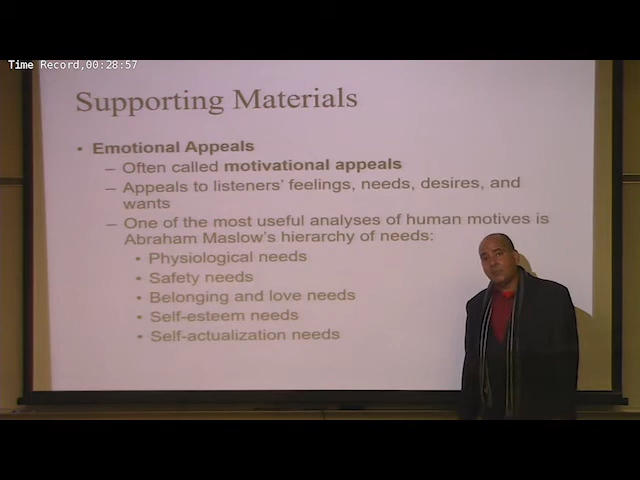 Time Record,00:28:57
Supporting Materials
• Emotional Appeals
– Often called motivational appeals
– Appeals to listeners' feelings, needs, desires, and
wants
– One of the most useful analyses of human motives is
Abraham Maslow's hierarchy of needs:
• Physiological needs
• Safety needs
• Belonging and love needs
• Self-esteem needs
• Self-actualization needs